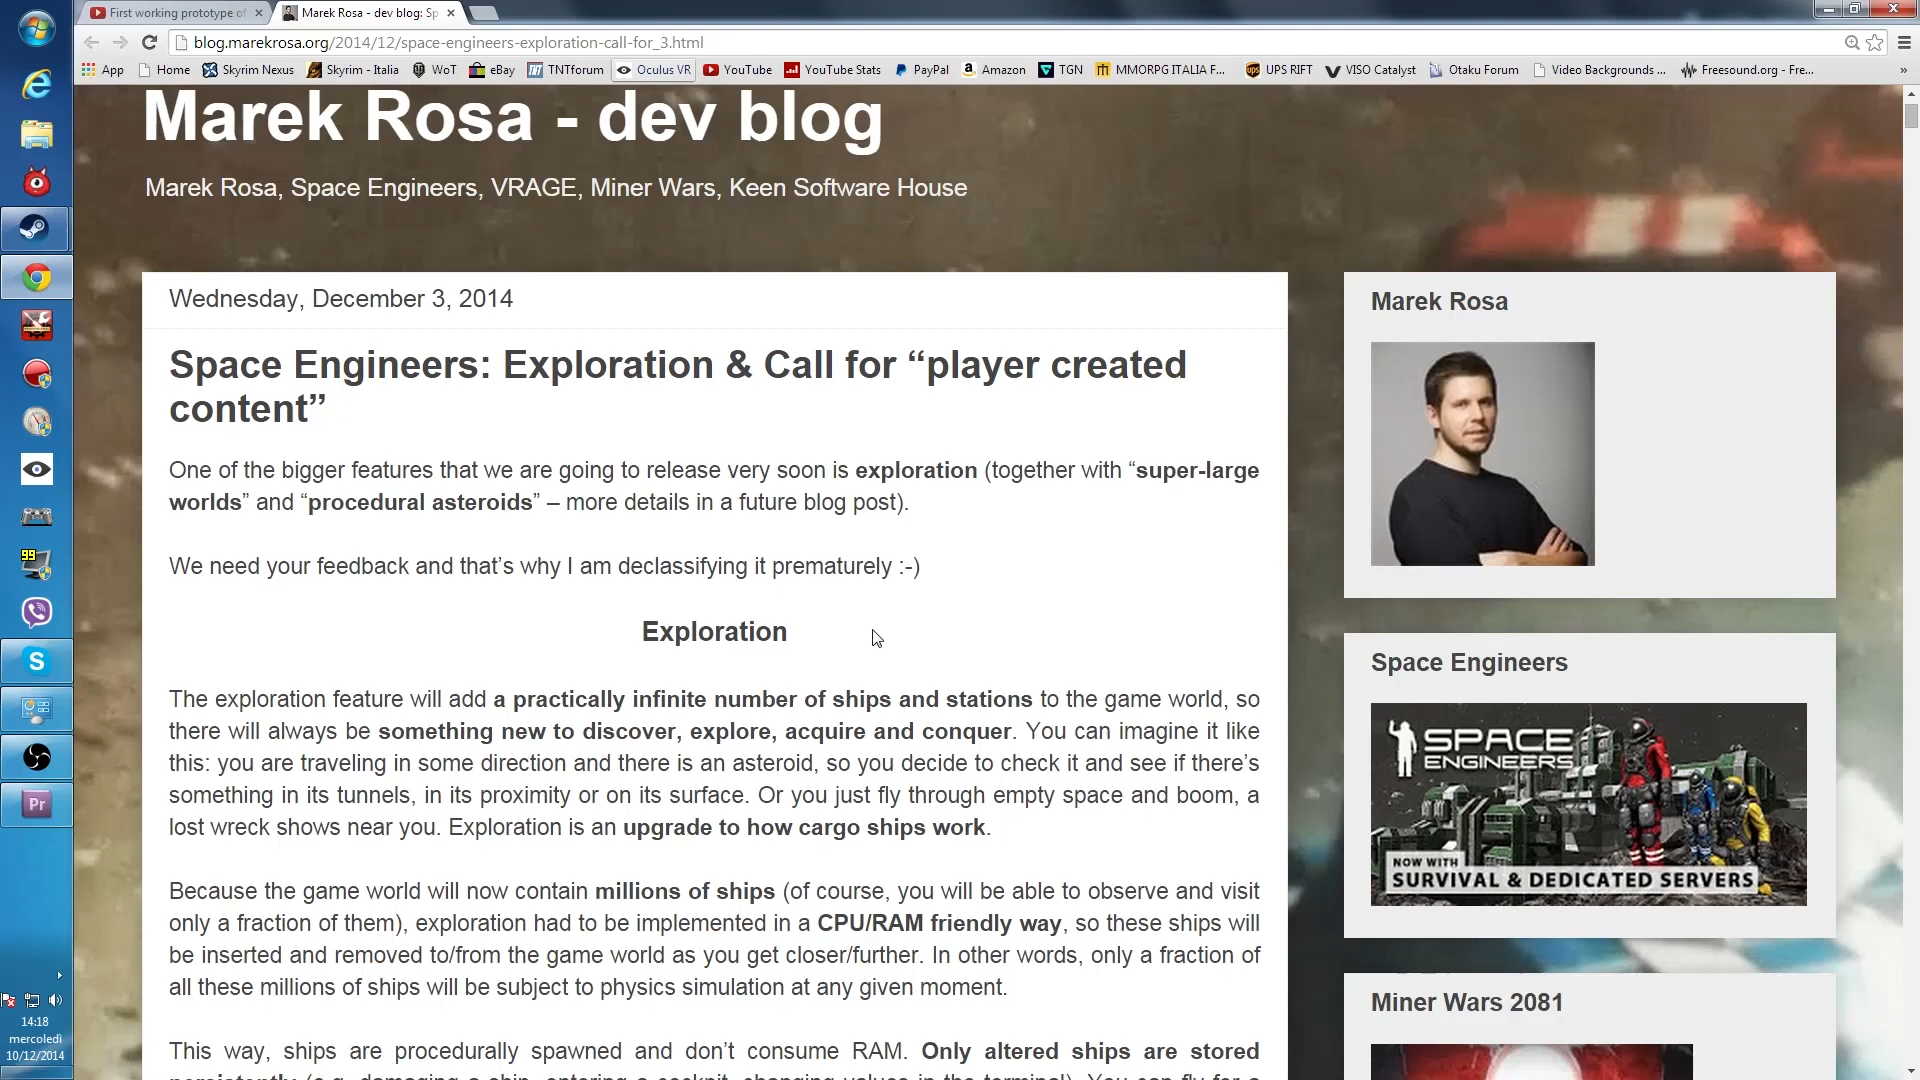 First working prototype of
Marek Rosa - dev blog: Sp
blog.marekrosa.org/2014/12/space-engineers-exploration-call-for_3.html
App Home Skyrim Nexus Skyrim - Italia WoT eBay TNTforum Oculus VR YouTube YouTube Stats PayPal Amazon TGN MMORPG ITALIA F... UPS RIFT VISO Catalyst Otaku Forum Video Backgrounds ... Freesound.org - Fre... »
Marek Rosa - dev blog
Marek Rosa, Space Engineers, VRAGE, Miner Wars, Keen Software House
Wednesday, December 3, 2014
Space Engineers: Exploration & Call for “player created
content”
One of the bigger features that we are going to release very soon is exploration (together with “super-large
worlds” and “procedural asteroids” – more details in a future blog post).
We need your feedback and that’s why I am declassifying it prematurely :-)
Exploration
The exploration feature will add a practically infinite number of ships and stations to the game world, so
there will always be something new to discover, explore, acquire and conquer. You can imagine it like
this: you are traveling in some direction and there is an asteroid, so you decide to check it and see if there’s
something in its tunnels, in its proximity or on its surface. Or you just fly through empty space and boom, a
lost wreck shows near you. Exploration is an upgrade to how cargo ships work.
Because the game world will now contain millions of ships (of course, you will be able to observe and visit
only a fraction of them), exploration had to be implemented in a CPU/RAM friendly way, so these ships will
be inserted and removed to/from the game world as you get closer/further. In other words, only a fraction of
all these millions of ships will be subject to physics simulation at any given moment.
This way, ships are procedurally spawned and don’t consume RAM. Only altered ships are stored
persistently (e.g. damaging a ship, entering a cockpit, changing values in the terminal). You can fly for a
Marek Rosa
Space Engineers
SPACE
ENGINEERS
NOW WITH
SURVIVAL & DEDICATED SERVERS
Miner Wars 2081
99
S
Pr
14:18
mercoledì
10/12/2014